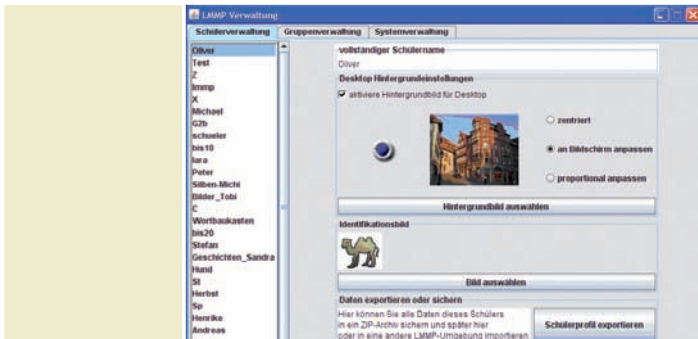 LMMP Verwaltung
Schülerverwaltung Gruppenverwaltung Systemverwaltung
Oliver
Test
Z
lmmp
X
Michael
G2b
schueler
bis10
lara
Peter
Silben-Michi
Bilder_Tobi
C
Wortbaukasten
bis20
Stefan
Geschichten_Sandra
Hund
St
Herbst
Sp
Henrike
Andreas
vollständiger Schülername
Oliver
Desktop Hintergrundeinstellungen
aktiviere Hintergrundbild für Desktop
zentriert
an Bildschirm anpassen
proportional anpassen
Hintergrundbild auswählen
Identifikationsbild
Bild auswählen
Daten exportieren oder sichern
Hier können Sie alle Daten dieses Schülers
in ein ZIP-Archiv sichern und später hier
oder in eine andere LMMP-Umgebung importieren
Schülerprofil exportieren